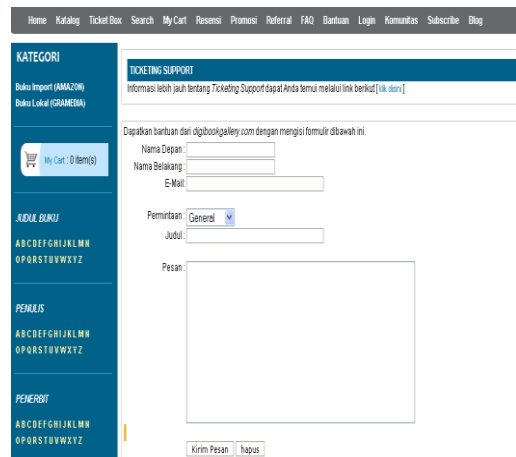 Home Katalog Ticket Box Search My Cart Resensi Promosi Referral FAQ Bantuan Login Komunitas Subscribe Blog
KATEGORI
Buku Import (AMAZON)
Buku Lokal (GRAMEDIA)
My Cart : 0 item(s)
JUDUL BUKU
A B C D E F G H I J K L M N
O P Q R S T U V W X Y Z
PENULIS
A B C D E F G H I J K L M N
O P Q R S T U V W X Y Z
PENERBIT
A B C D E F G H I J K L M N
O P Q R S T U V W X Y Z
TICKETING SUPPORT
Informasi lebih jauh tentang Ticketing Support dapat Anda temui melalui link berikut [ klik disini ]
Dapatkan bantuan dari digibookgallery.com dengan mengisi formulir dibawah ini.
Nama Depan :
Nama Belakang :
E-Mail:
Permintaan : General
Judul :
Pesan :
Kirim Pesan hapus